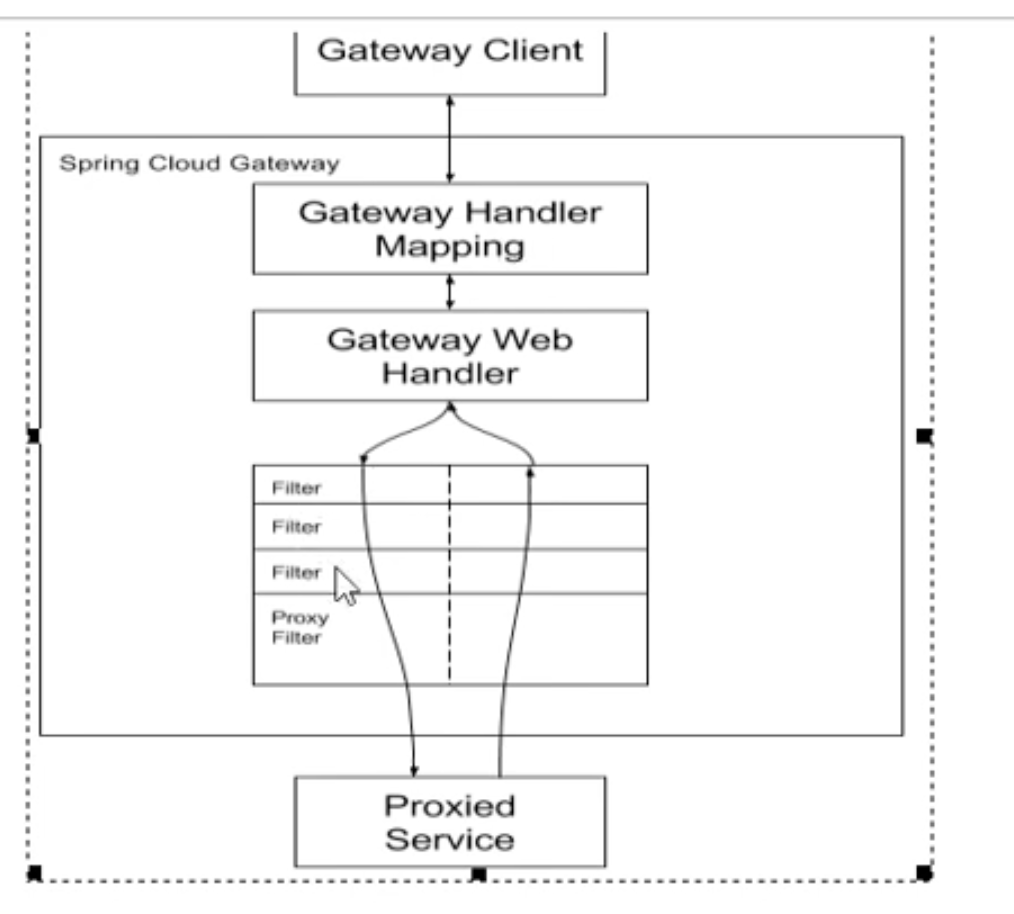 Gateway Client
Spring Cloud Gateway
Gateway Handler
Mapping
Gateway Web
Handler
Filter
Filter
Filter
Proxy
Filter
Proxied
Service